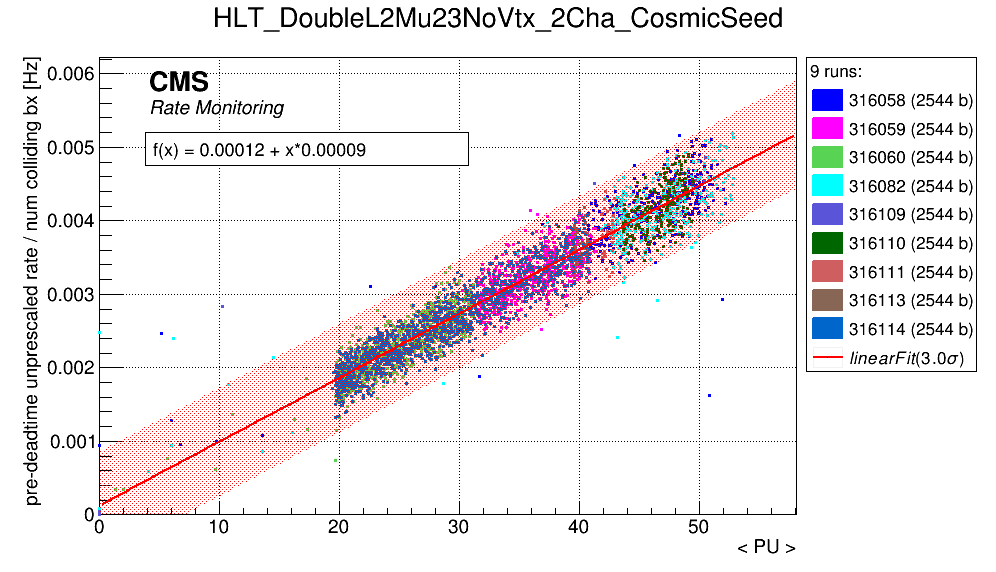 HLT_DoubleL2Mu23NoVtx_2Cha_CosmicSeed
pre-deadtime unprescaled rate / num colliding bx [Hz]
0.006
0.005
0.004
0.003
0.002
0.001
0
CMS
Rate Monitoring
f(x) = 0.00012 + x*0.00009
0 10 20 30 40 50
< PU >
9 runs:
316058 (2544 b)
316059 (2544 b)
316060 (2544 b)
316082 (2544 b)
316109 (2544 b)
316110 (2544 b)
316111 (2544 b)
316113 (2544 b)
316114 (2544 b)
linearFit(3.0σ)